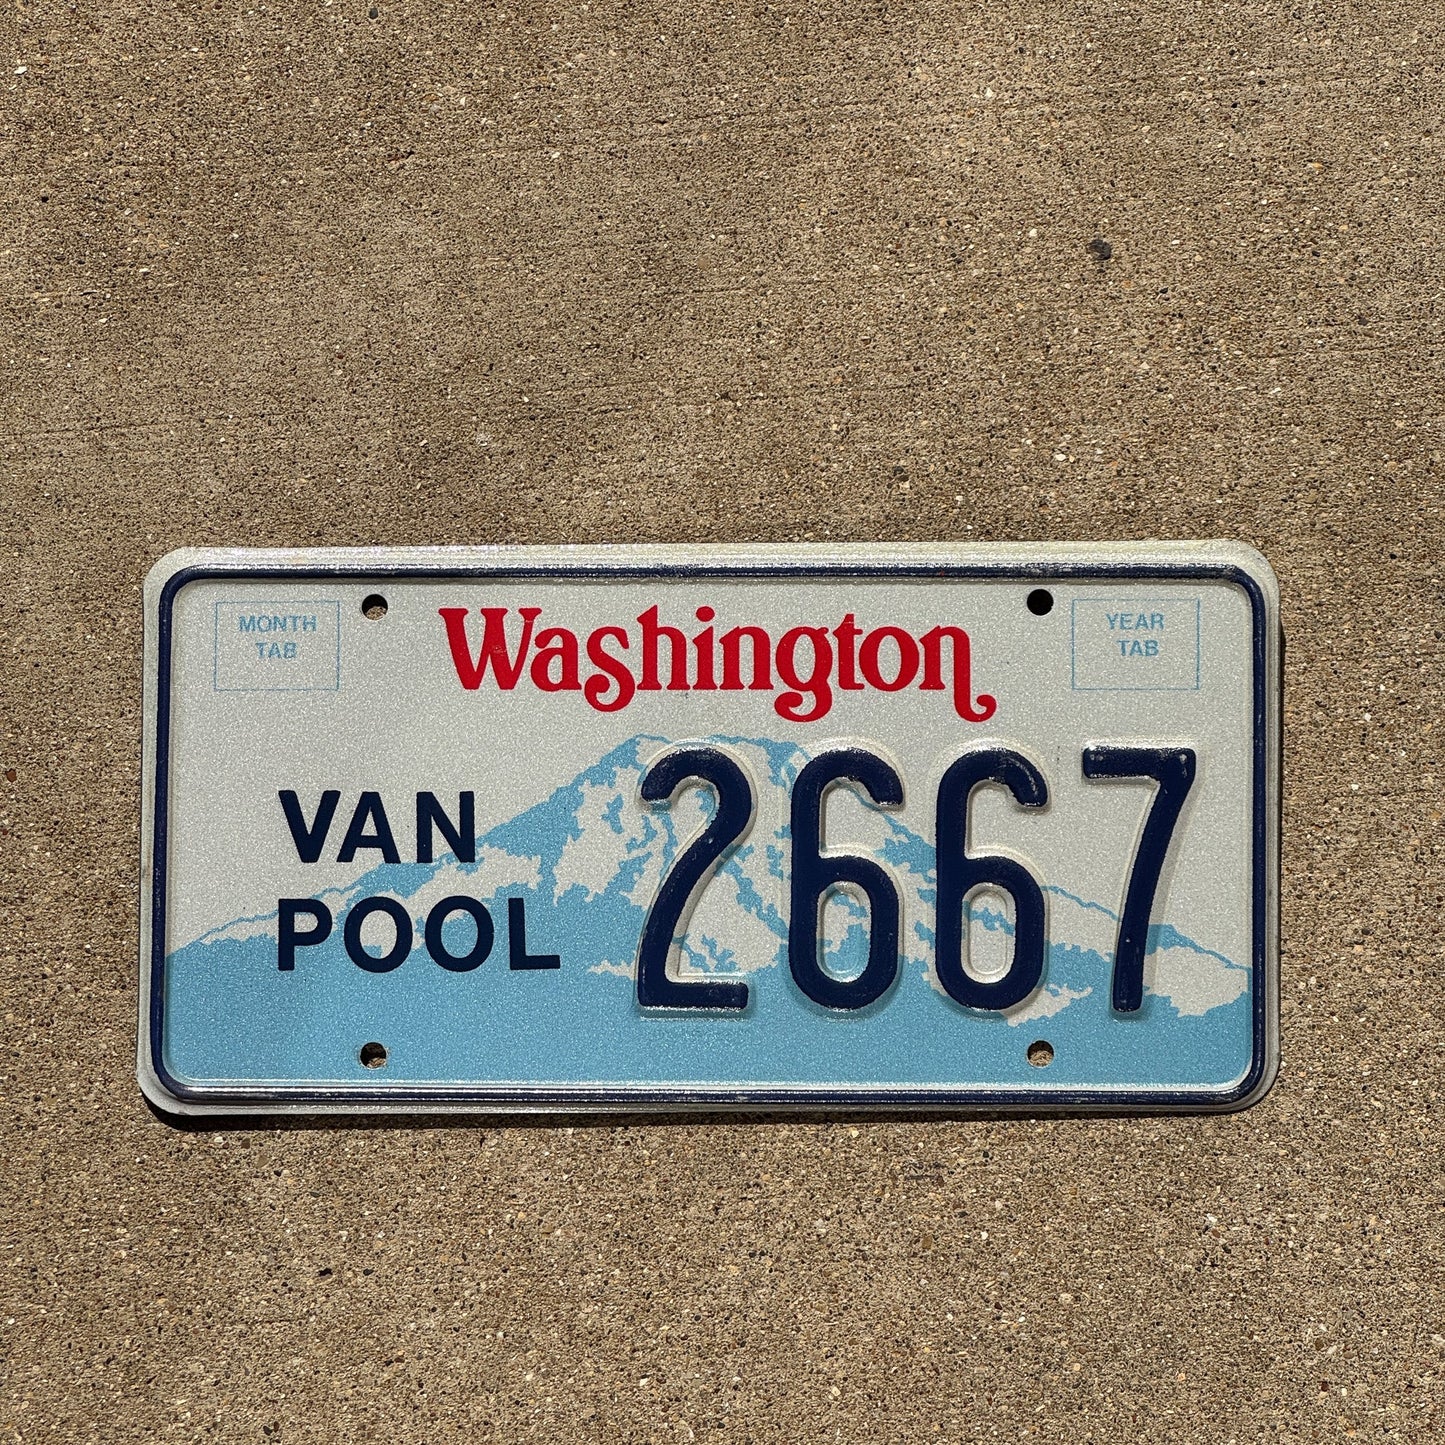 MONTH
TAB
Washington
YEAR
TAB
VAN
POOL
2667